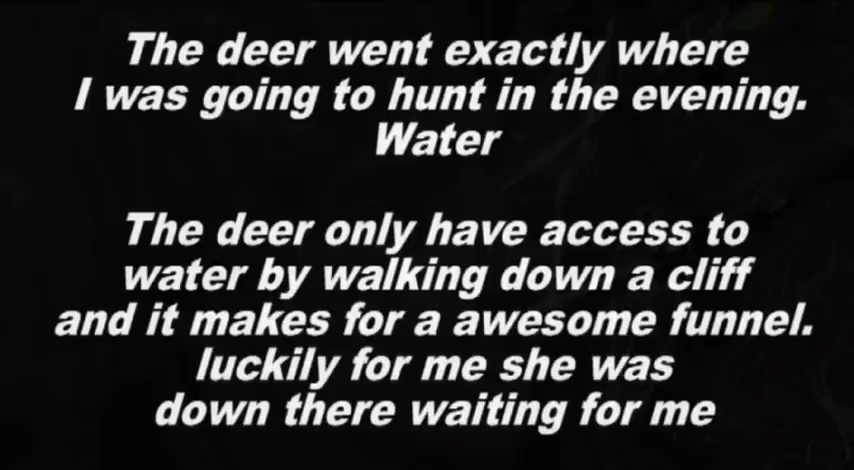 The deer went exactly where
I was going to hunt in the evening.
Water
The deer only have access to
water by walking down a cliff
and it makes for a awesome funnel.
luckily for me she was
down there waiting for me